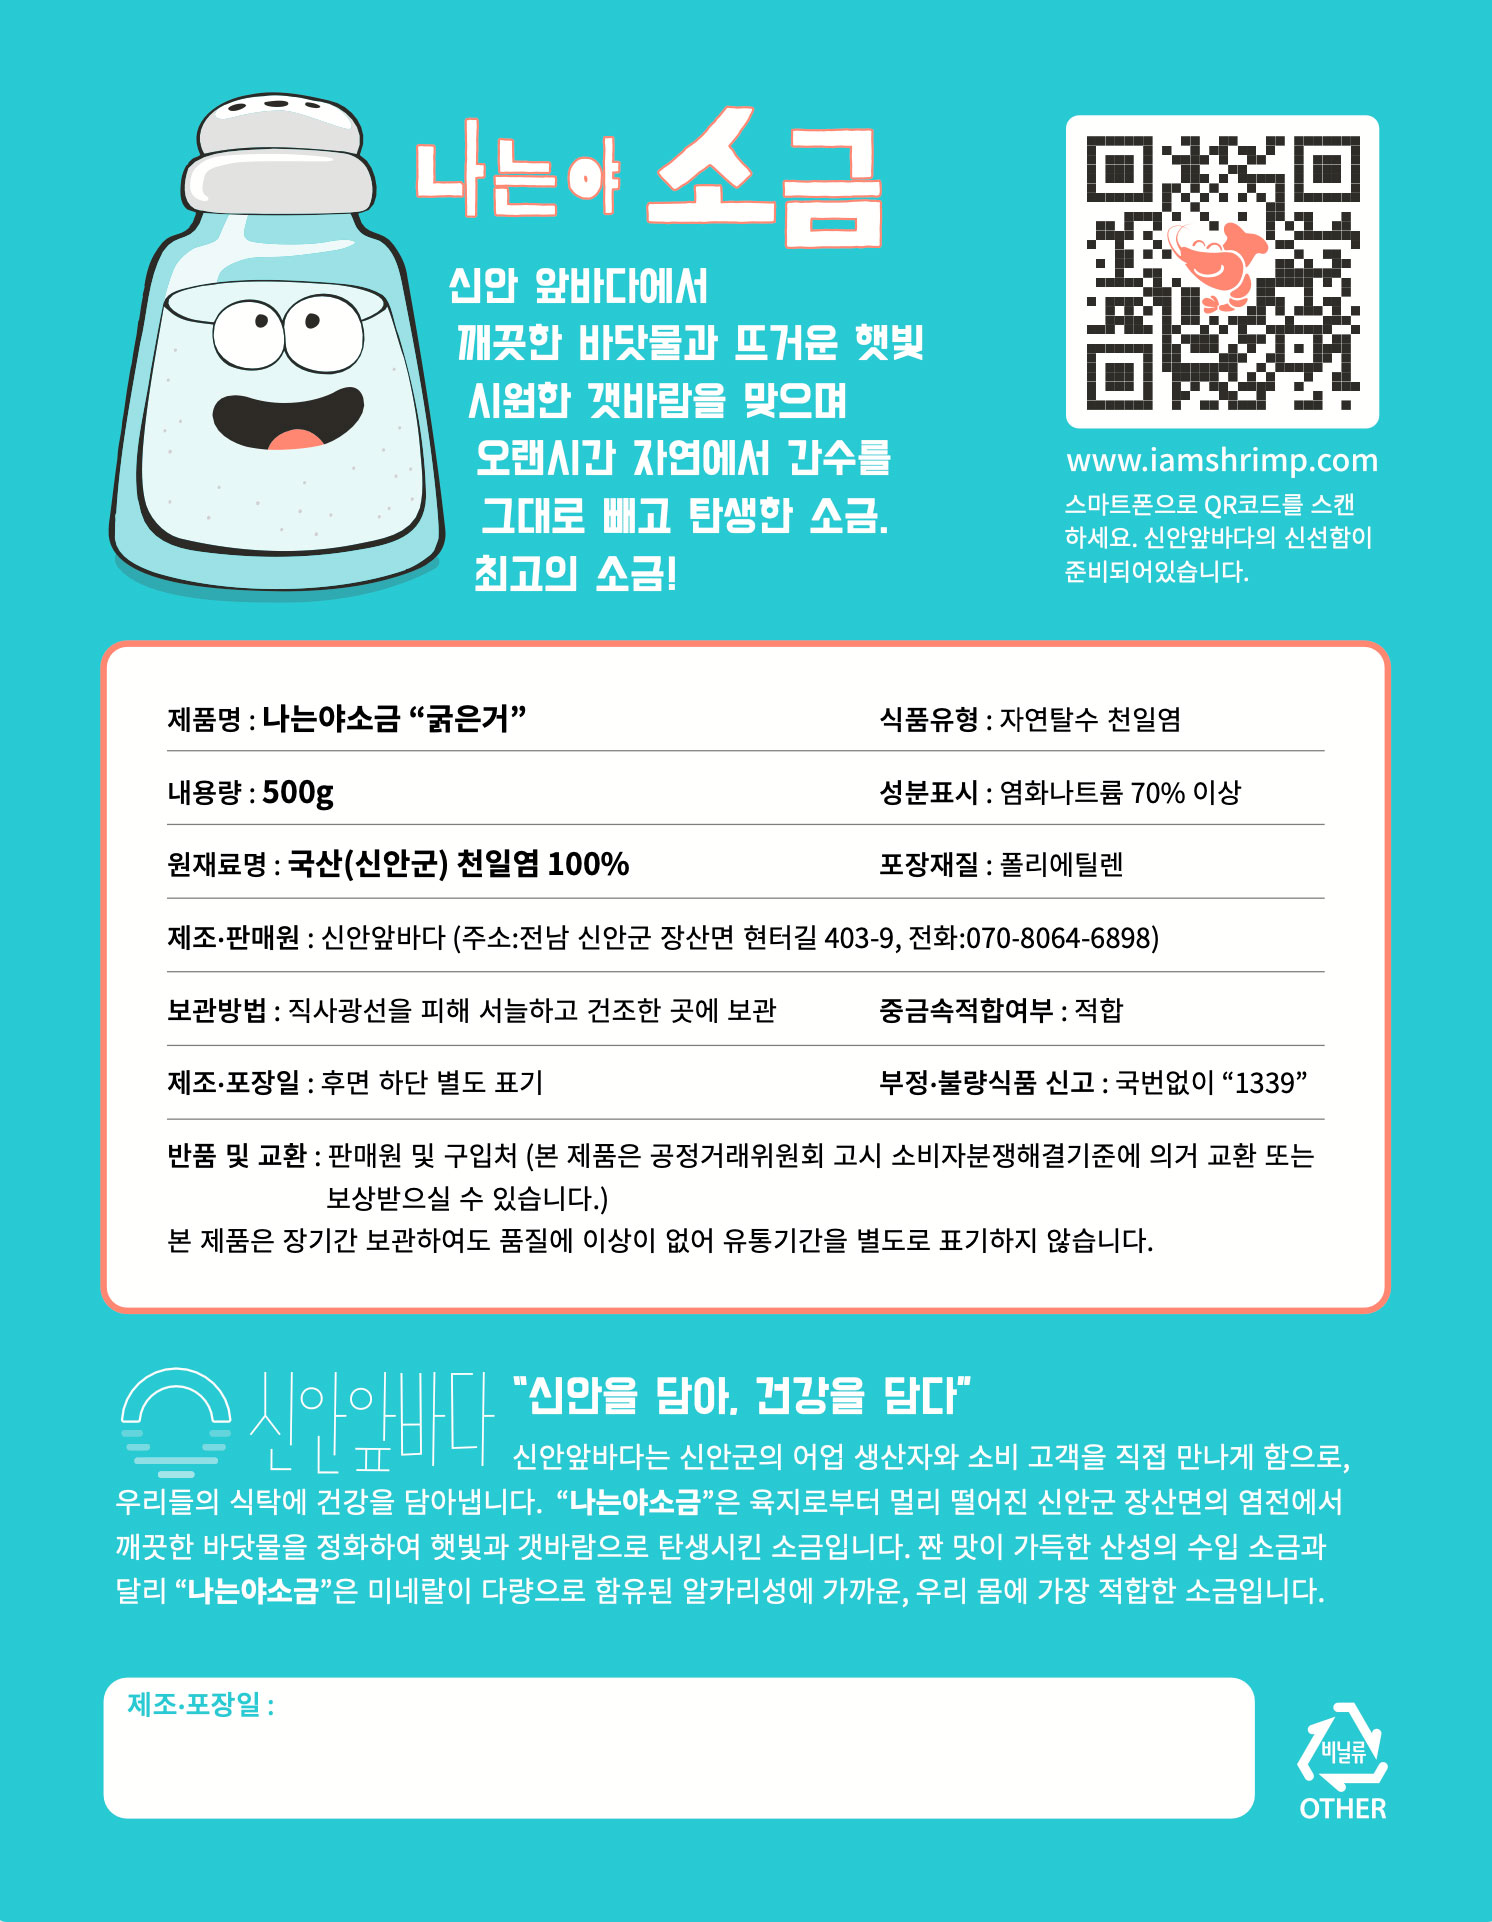 나는야 소금
신안 앞바다에서
깨끗한 바닷물과 뜨거운 햇빛
시원한 갯바람을 맞으며
오랜시간 자연에서 간수를
그대로 빼고 탄생한 소금.
최고의 소금!
www.iamshrimp.com
스마트폰으로 QR코드를 스캔
하세요. 신안앞바다의 신선함이
준비되어있습니다.
제품명 : 나는야소금 “굵은거”
식품유형 : 자연탈수 천일염
내용량 : 500g
성분표시 : 염화나트륨 70% 이상
원재료명 : 국산(신안군) 천일염 100%
포장재질 : 폴리에틸렌
제조·판매원 : 신안앞바다 (주소:전남 신안군 장산면 현터길 403-9, 전화:070-8064-6898)
보관방법 : 직사광선을 피해 서늘하고 건조한 곳에 보관
중금속적합여부 : 적합
제조·포장일 : 후면 하단 별도 표기
부정·불량식품 신고 : 국번없이 “1339”
반품 및 교환 : 판매원 및 구입처 (본 제품은 공정거래위원회 고시 소비자분쟁해결기준에 의거 교환 또는
보상받으실 수 있습니다.)
본 제품은 장기간 보관하여도 품질에 이상이 없어 유통기간을 별도로 표기하지 않습니다.
신안앞바다
"신안을 담아, 건강을 담다"
신안앞바다는 신안군의 어업 생산자와 소비 고객을 직접 만나게 함으로,
우리들의 식탁에 건강을 담아냅니다. “나는야소금”은 육지로부터 멀리 떨어진 신안군 장산면의 염전에서
깨끗한 바닷물을 정화하여 햇빛과 갯바람으로 탄생시킨 소금입니다. 짠 맛이 가득한 산성의 수입 소금과
달리 “나는야소금”은 미네랄이 다량으로 함유된 알카리성에 가까운, 우리 몸에 가장 적합한 소금입니다.
제조·포장일 :
비닐류
OTHER